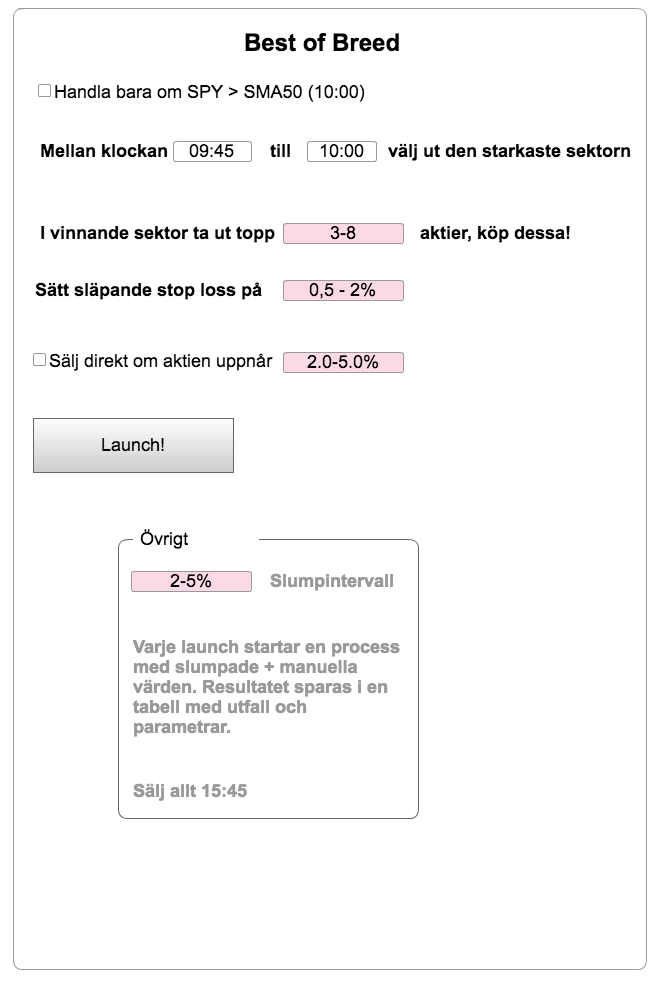 Best of Breed
Handla bara om SPY > SMA50 (10:00)
Mellan klockan 09:45 till 10:00 välj ut den starkaste sektorn
I vinnande sektor ta ut topp 3-8 aktier, köp dessa!
Sätt släpande stop loss på 0,5 - 2%
Sälj direkt om aktien uppnår 2.0-5.0%
Launch!
Övrigt
2-5% Slumpintervall
Varje launch startar en process
med slumpade + manuella
värden. Resultatet sparas i en
tabell med utfall och
parametrar.
Sälj allt 15:45